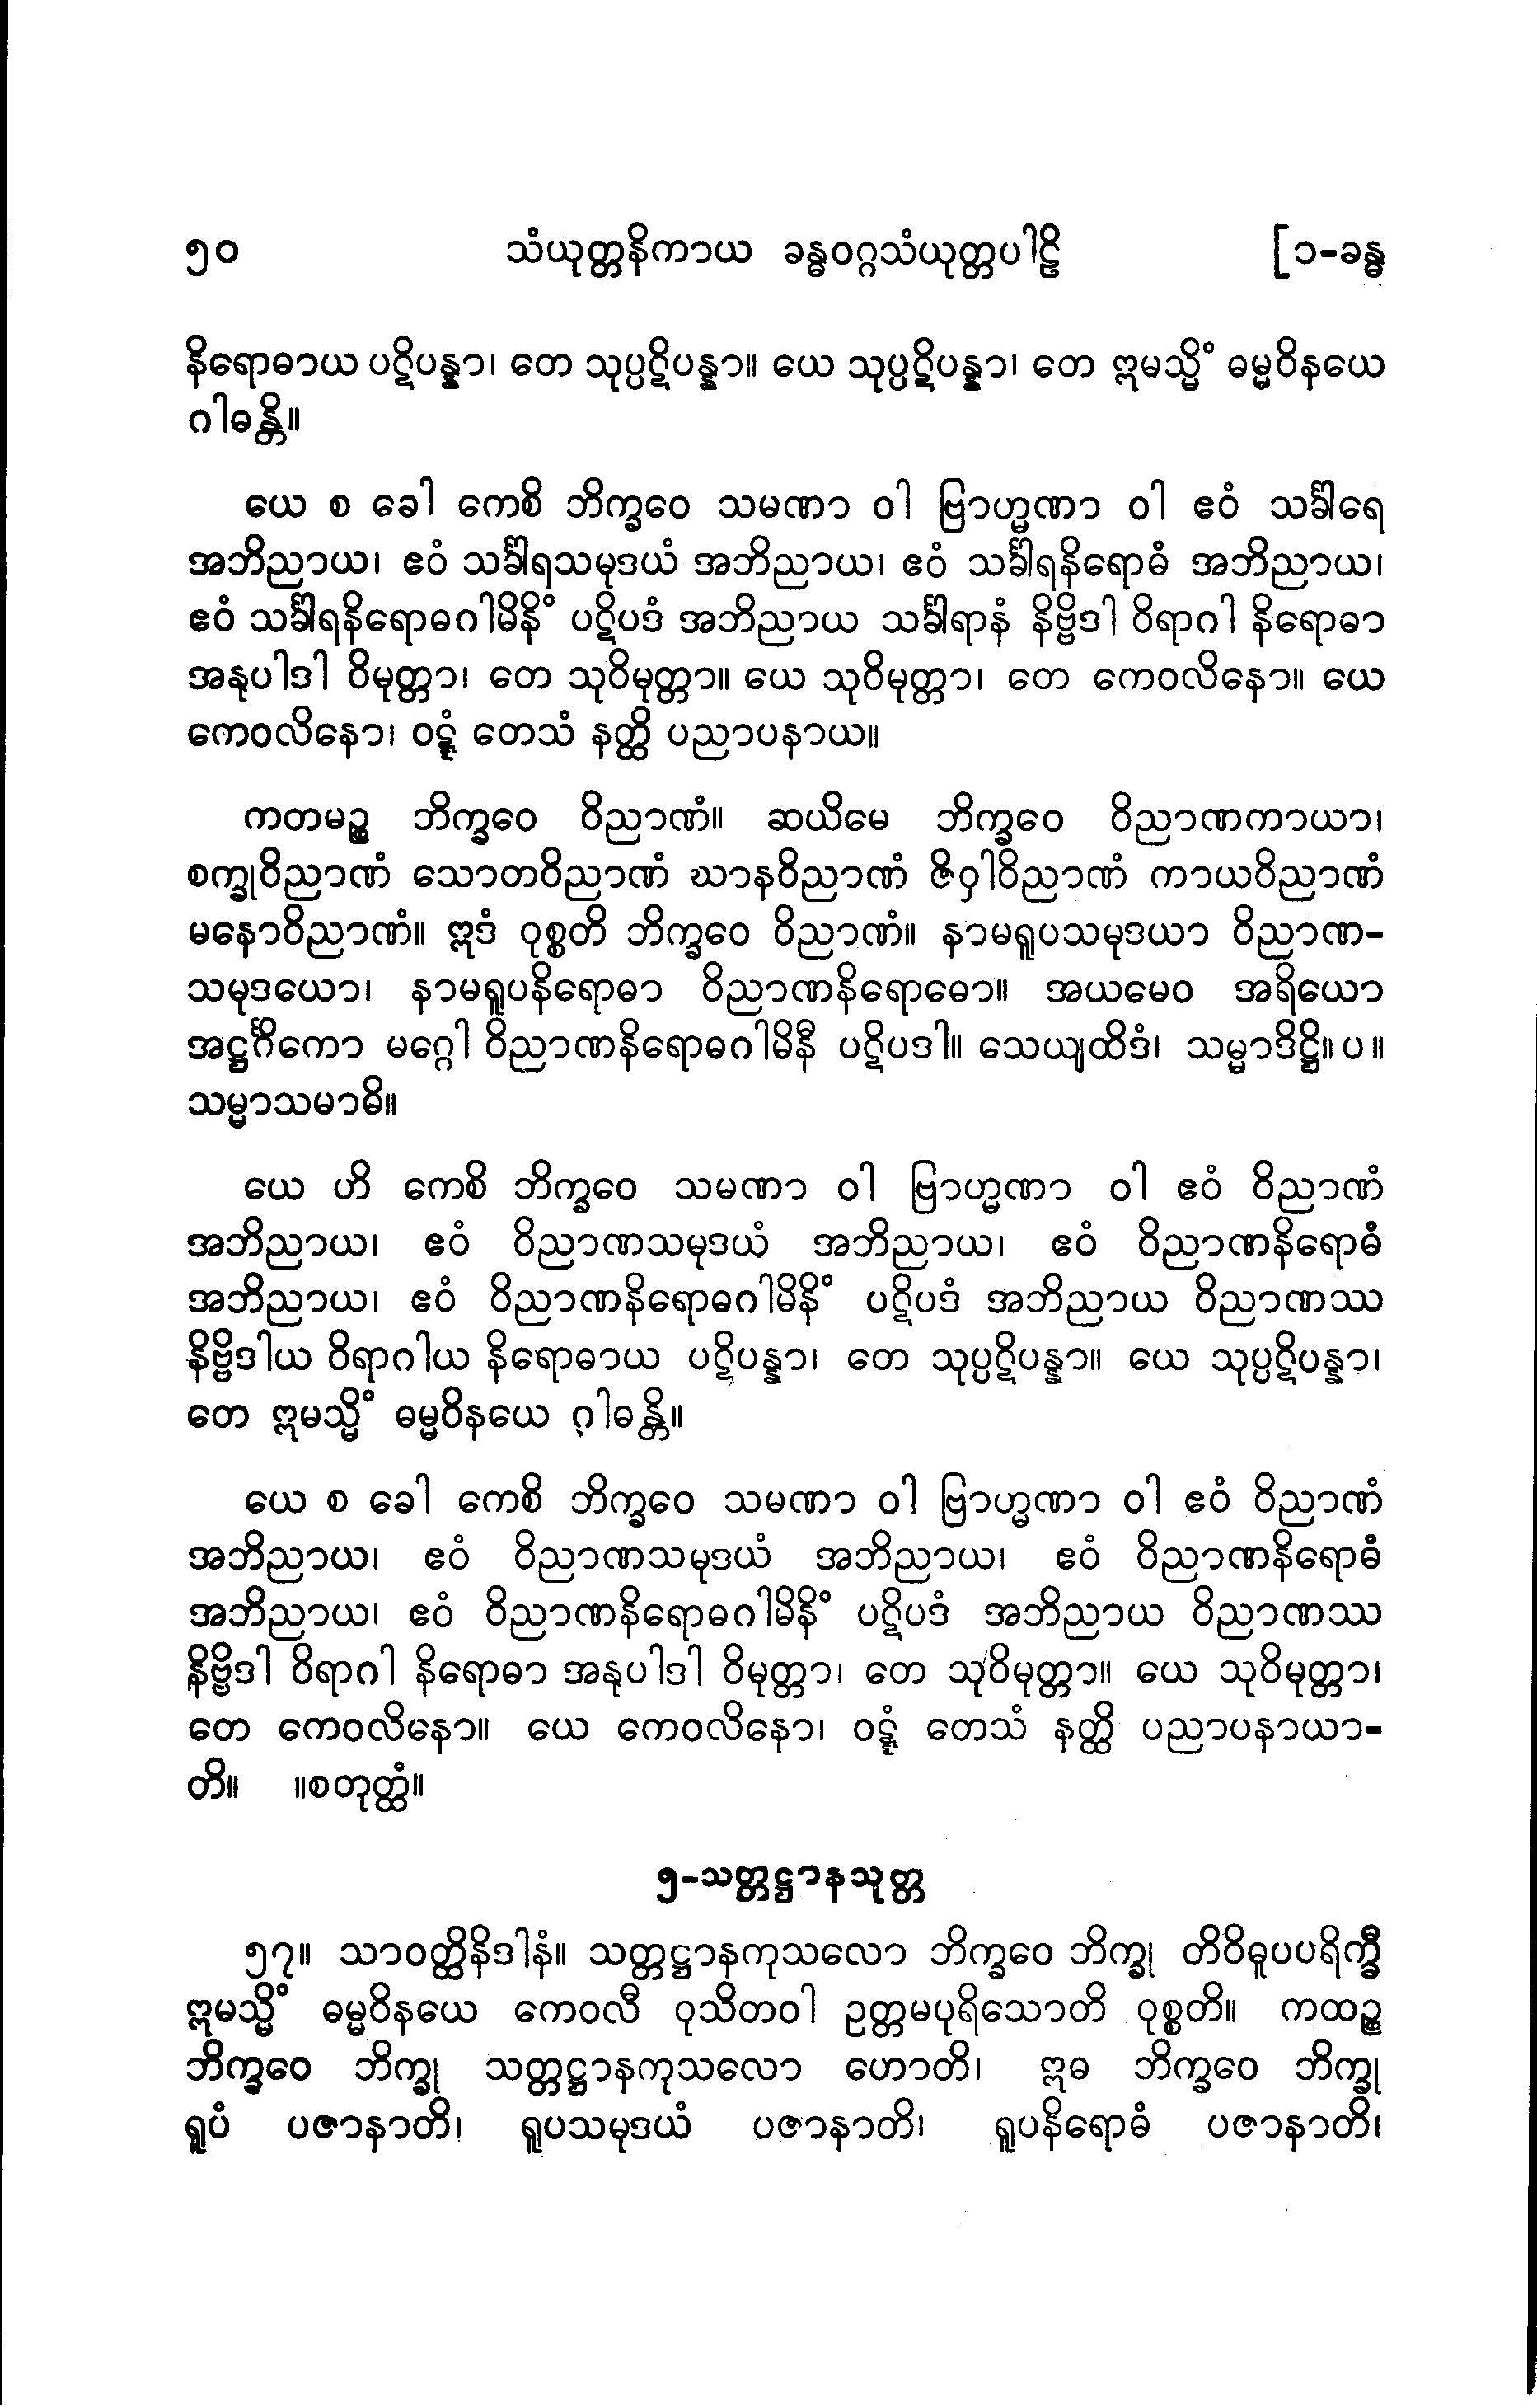 ၅၀ သံယုတ္တနိကာယ ခန္ဓဝဂ္ဂသံယုတ္တပါဠိ [၁-ခန္ဓ
နိရောဓာယ ပဋိပန္နာ၊ တေ သုပ္ပဋိပန္နာ။ ယေ သုပ္ပဋိပန္နာ၊ တေ ဣမသ္မိံ ဓမ္မဝိနယေ
ဂါဓန္တိ။
ယေ စ ခေါ ကေစိ ဘိက္ခဝေ သမဏာ ဝါ ဗြာဟ္မဏာ ဝါ ဧဝံ သင်္ခါရေ
အဘိညာယ၊ ဧဝံ သင်္ခါရသမုဒယံ အဘိညာယ၊ ဧဝံ သင်္ခါရနိရောဓံ အဘိညာယ၊
ဧဝံ သင်္ခါရနိရောဓဂါမိနိံ ပဋိပဒံ အဘိညာယ သင်္ခါရာနံ နိဗ္ဗိဒါ ဝိရာဂါ နိရောဓာ
အနုပါဒါ ဝိမုတ္တာ၊ တေ သုဝိမုတ္တာ။ ယေ သုဝိမုတ္တာ၊ တေ ကေဝလိနော။ ယေ
ကေဝလိနော၊ ဝဋ္ဋံ တေသံ နတ္ထိ ပညာပနာယ။
ကတမဉ္စ ဘိက္ခဝေ ဝိညာဏံ။ ဆယိမေ ဘိက္ခဝေ ဝိညာဏကာယာ၊
စက္ခုဝိညာဏံ သောတဝိညာဏံ ဃာနဝိညာဏံ ဇိဝှါဝိညာဏံ ကာယဝိညာဏံ
မနောဝိညာဏံ။ ဣဒံ ဝုစ္စတိ ဘိက္ခဝေ ဝိညာဏံ။ နာမရူပသမုဒယာ ဝိညာဏ-
သမုဒယော၊ နာမရူပနိရောဓာ ဝိညာဏနိရောဓော။ အယမေဝ အရိယော
အဋ္ဌင်္ဂိကော မဂ္ဂေါ ဝိညာဏနိရောဓဂါမိနီ ပဋိပဒါ။ သေယျထိဒံ၊ သမ္မာဒိဋ္ဌိ။ ပ ။
သမ္မာသမာဓိ။
ယေ ဟိ ကေစိ ဘိက္ခဝေ သမဏာ ဝါ ဗြာဟ္မဏာ ဝါ ဧဝံ ဝိညာဏံ
အဘိညာယ၊ ဧဝံ ဝိညာဏသမုဒယံ အဘိညာယ၊ ဧဝံ ဝိညာဏနိရောဓံ
အဘိညာယ၊ ဧဝံ ဝိညာဏနိရောဓဂါမိနိံ ပဋိပဒံ အဘိညာယ ဝိညာဏဿ
နိဗ္ဗိဒါယ ဝိရာဂါယ နိရောဓာယ ပဋိပန္နာ၊ တေ သုပ္ပဋိပန္နာ။ ယေ သုပ္ပဋိပန္နာ၊
တေ ဣမသ္မိံ ဓမ္မဝိနယေ ဂါဓန္တိ။
ယေ စ ခေါ ကေစိ ဘိက္ခဝေ သမဏာ ဝါ ဗြာဟ္မဏာ ဝါ ဧဝံ ဝိညာဏံ
အဘိညာယ၊ ဧဝံ ဝိညာဏသမုဒယံ အဘိညာယ၊ ဧဝံ ဝိညာဏနိရောဓံ
အဘိညာယ၊ ဧဝံ ဝိညာဏနိရောဓဂါမိနိံ ပဋိပဒံ အဘိညာယ ဝိညာဏဿ
နိဗ္ဗိဒါ ဝိရာဂါ နိရောဓာ အနုပါဒါ ဝိမုတ္တာ၊ တေ သုဝိမုတ္တာ။ ယေ သုဝိမုတ္တာ၊
တေ ကေဝလိနော။ ယေ ကေဝလိနော၊ ဝဋ္ဋံ တေသံ နတ္ထိ ပညာပနာယာ-
တိ။ ။စတုတ္ထံ။
၅-သတ္တဋ္ဌာနသုတ္တ
၅၇။ သာဝတ္ထိနိဒါနံ။ သတ္တဋ္ဌာနကုသလော ဘိက္ခဝေ ဘိက္ခု တိဝိဓူပပရိက္ခီ
ဣမသ္မိံ ဓမ္မဝိနယေ ကေဝလီ ဝုသိတဝါ ဥတ္တမပုရိသောတိ ဝုစ္စတိ။ ကထဉ္စ
ဘိက္ခဝေ ဘိက္ခု သတ္တဋ္ဌာနကုသလော ဟောတိ၊ ဣဓ ဘိက္ခဝေ ဘိက္ခု
ရူပံ ပဇာနာတိ၊ ရူပသမုဒယံ ပဇာနာတိ၊ ရူပနိရောဓံ ပဇာနာတိ၊